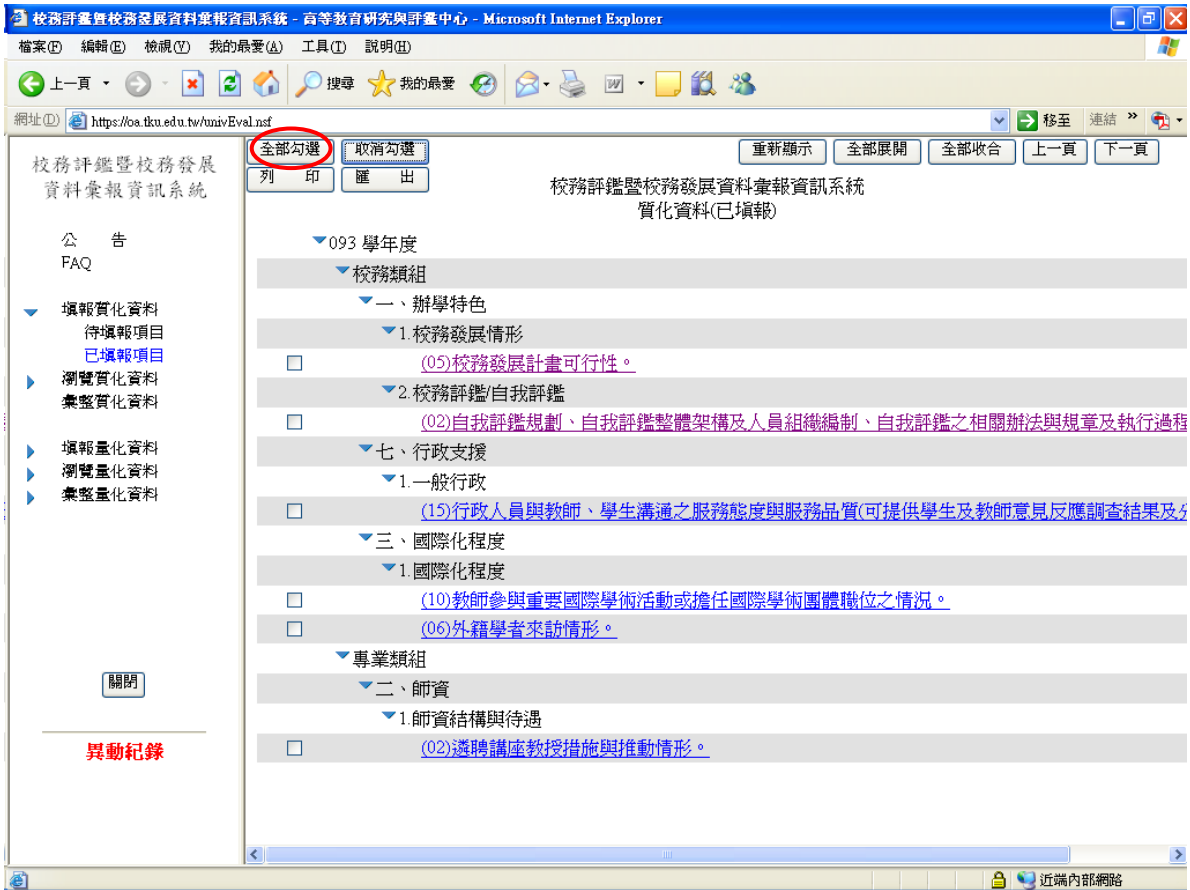 校務評鑑暨校務發展資料彙報資訊系統 - 高等教育研究與評鑑中心 - Microsoft Internet Explorer
檔案(F) 編輯(E) 檢視(V) 我的最愛(A) 工具(T) 說明(H)
上一頁 搜尋 我的最愛
網址(D) https://oa.tku.edu.tw/univEval.nsf 移至 連結 »
校務評鑑暨校務發展
資料彙報資訊系統
公 告
FAQ
填報質化資料
待填報項目
已填報項目
瀏覽質化資料
彙整質化資料
填報量化資料
瀏覽量化資料
彙整量化資料
關閉
異動紀錄
全部勾選 取消勾選 重新顯示 全部展開 全部收合 上一頁 下一頁
列 印 匯 出
校務評鑑暨校務發展資料彙報資訊系統
質化資料(已填報)
093 學年度
校務類組
一、辦學特色
1.校務發展情形
(05)校務發展計畫可行性。
2.校務評鑑/自我評鑑
(02)自我評鑑規劃、自我評鑑整體架構及人員組織編制、自我評鑑之相關辦法與規章及執行過程
七、行政支援
1.一般行政
(15)行政人員與教師、學生溝通之服務態度與服務品質(可提供學生及教師意見反應調查結果及分
三、國際化程度
1.國際化程度
(10)教師參與重要國際學術活動或擔任國際學術團體職位之情況。
(06)外籍學者來訪情形。
專業類組
二、師資
1.師資結構與待遇
(02)遴聘講座教授措施與推動情形。
近端內部網路